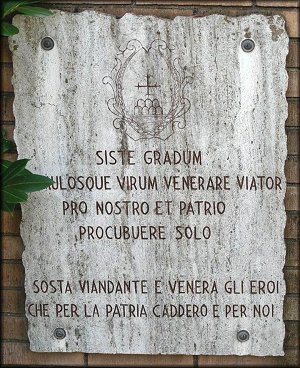 SISTE GRADUM
VIRUM VENERARE VIATOR
PRO NOSTRO ET PATRIO
PROCUBUERE SOLO
SOSTA VIANDANTE E VENERA GLI EROI
CHE PER LA PATRIA CADDERO E PER NOI